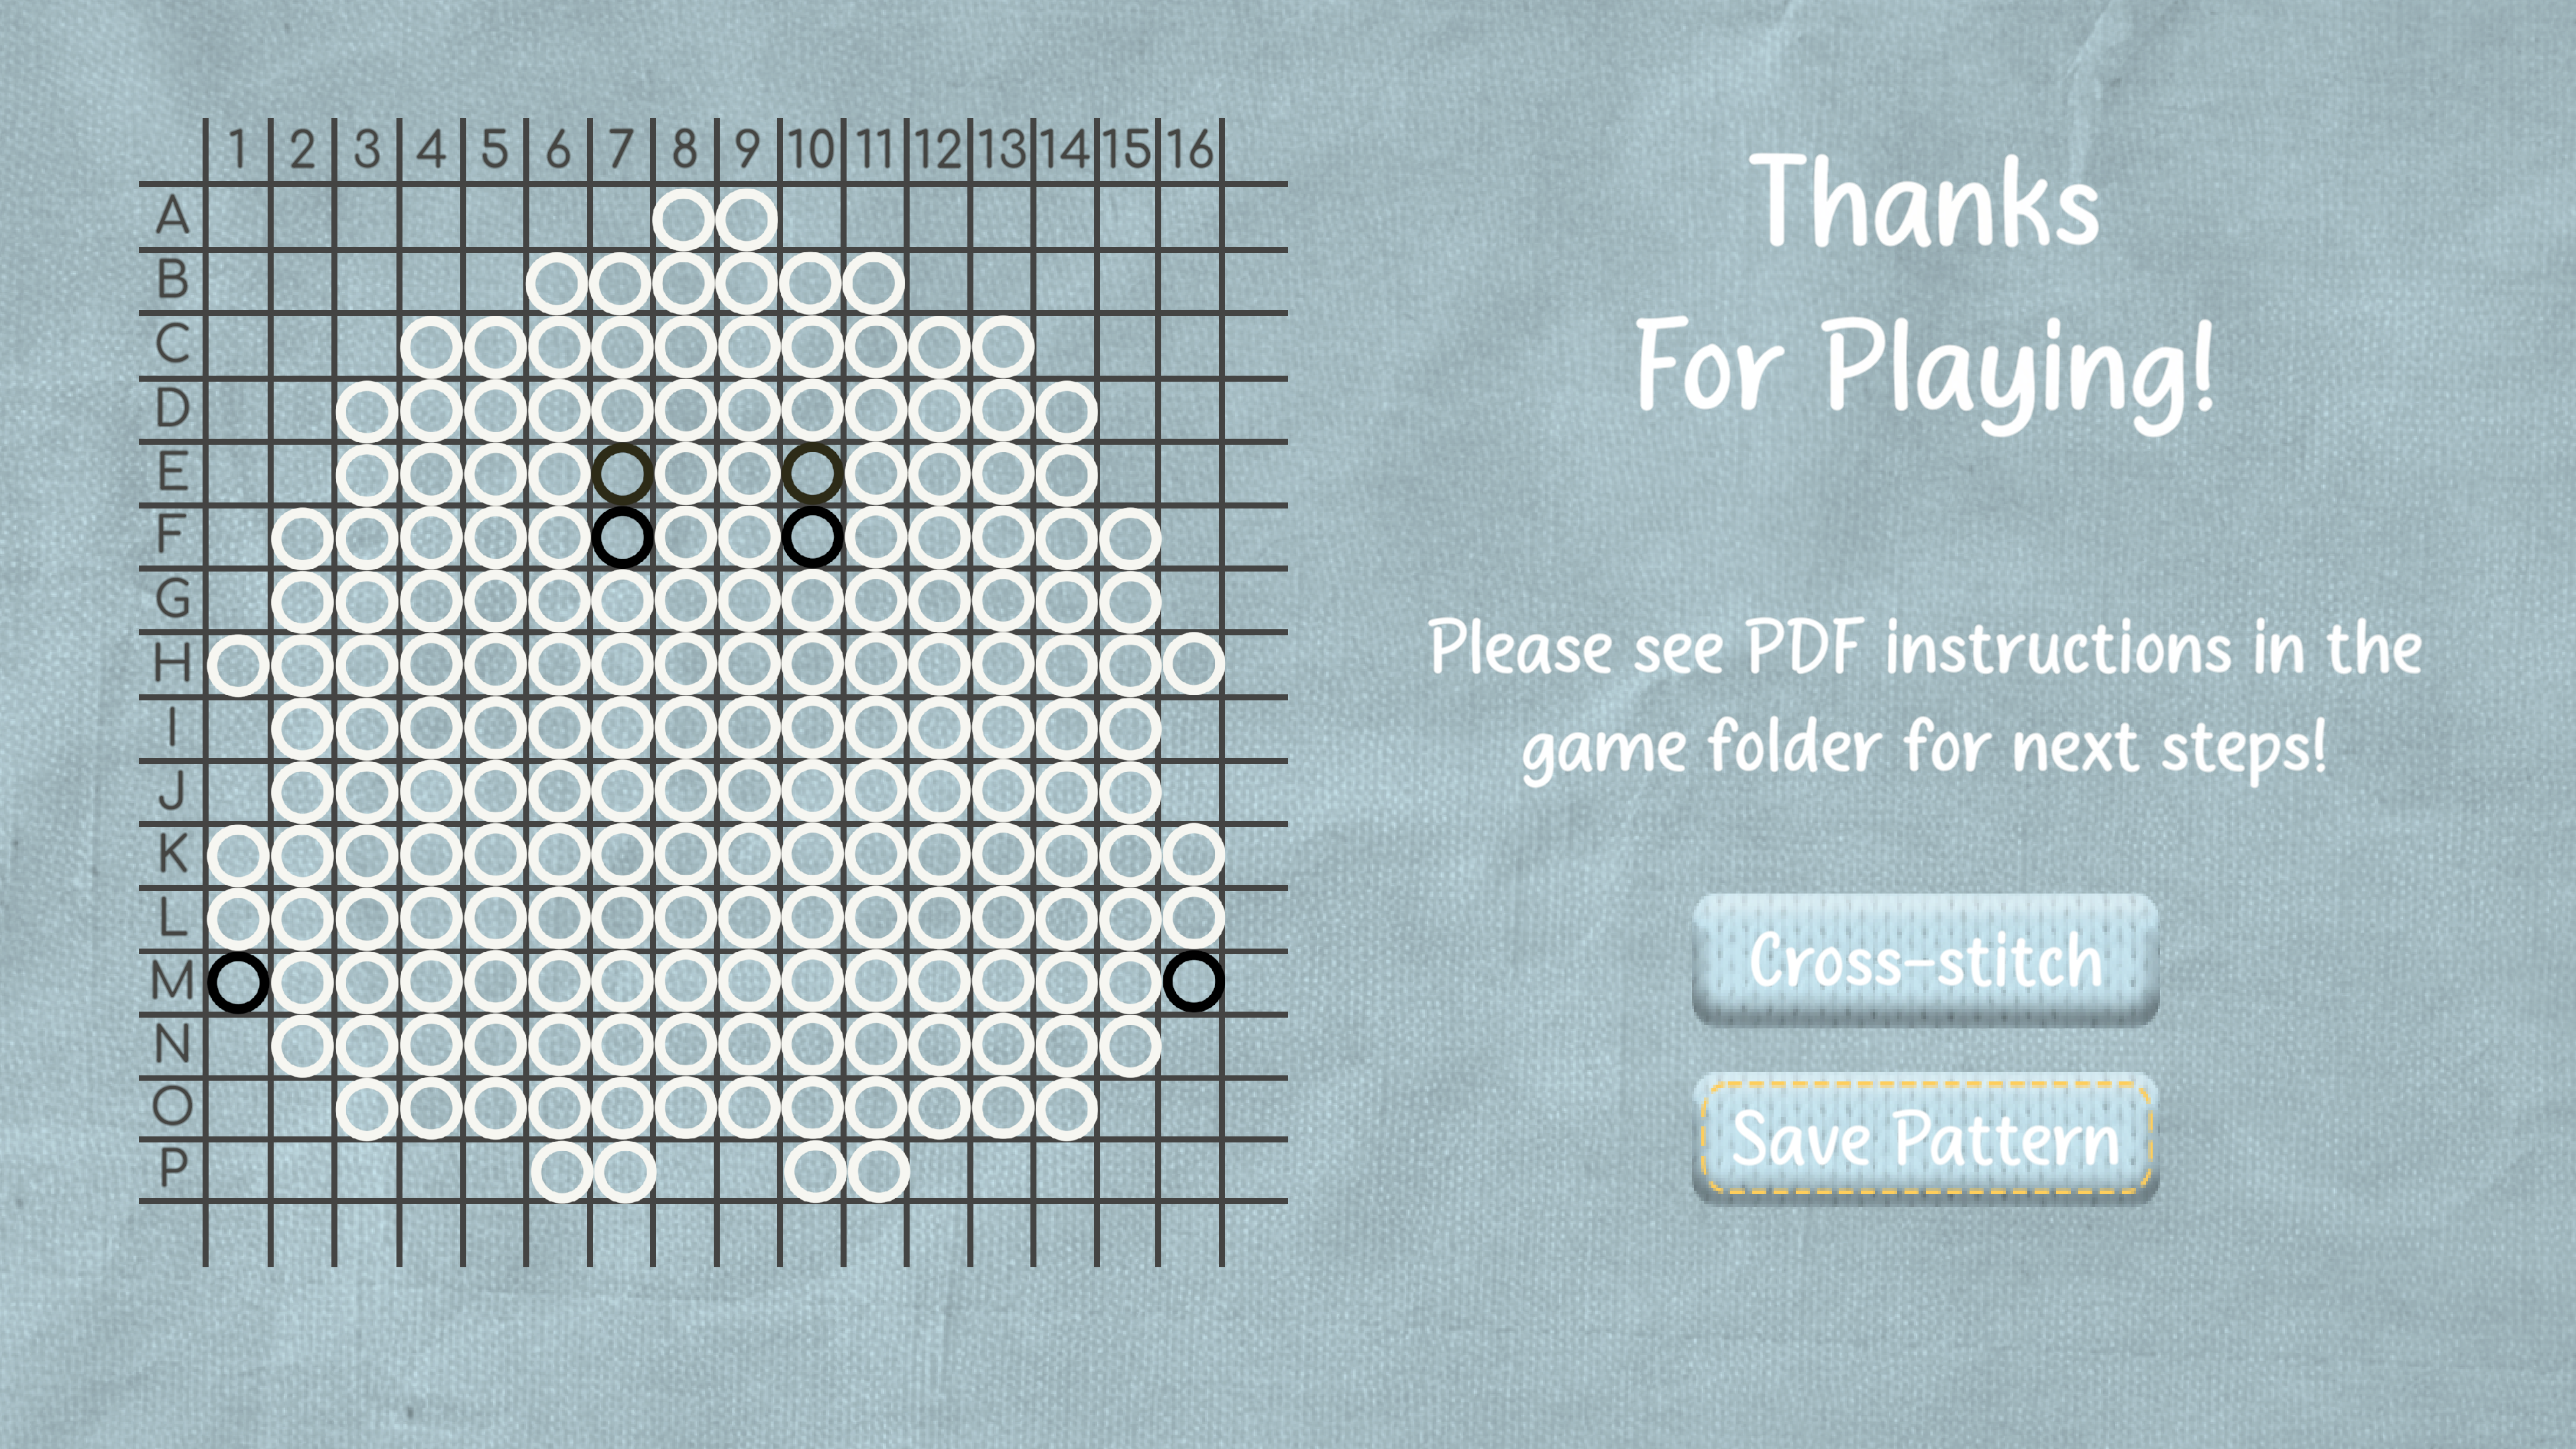 1 2 3 4 5 6 7 8 9 10 11 12 13 14 15 16
A
B
C
D
E
F
G
H
I
J
K
L
M
N
O
P
Thanks
For Playing!
Please see PDF instructions in the
game folder for next steps!
Cross-stitch
Save Pattern